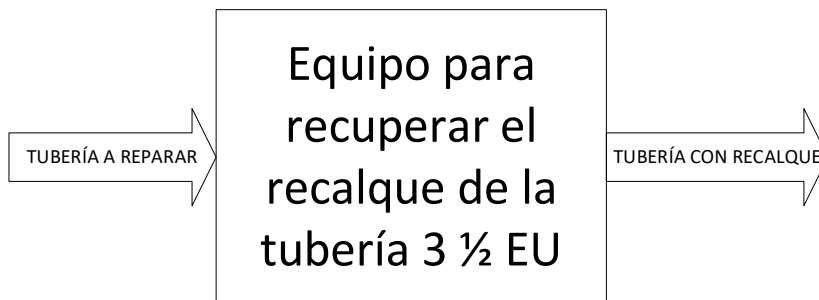 TUBERÍA A REPARAR
Equipo para
recuperar el
recalque de la
tubería 3 ½ EU
TUBERÍA CON RECALQUE